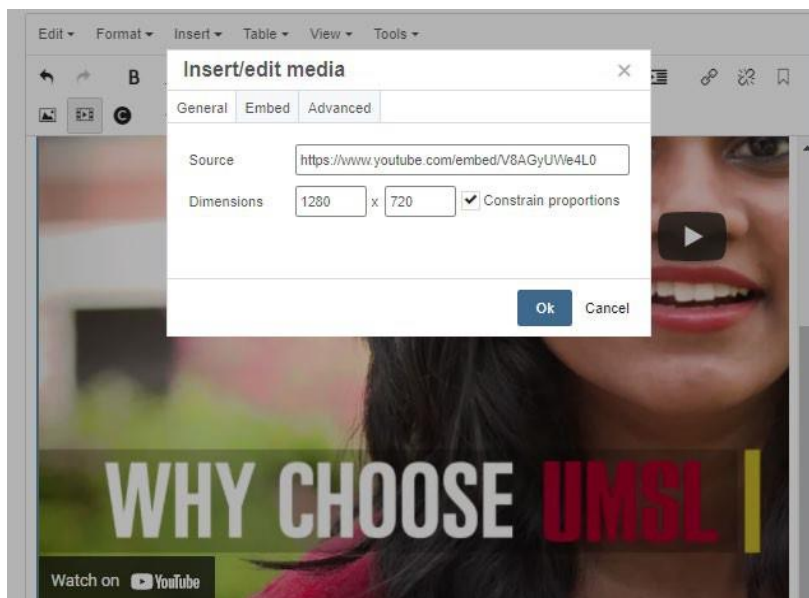 Edit Format Insert Table View Tools
B
Insert/edit media ×
General Embed Advanced
Source https://www.youtube.com/embed/V8AGyUWe4L0
Dimensions 1280 x 720 Constrain proportions
Ok Cancel
WHY CHOOSE UMSL
Watch on YouTube